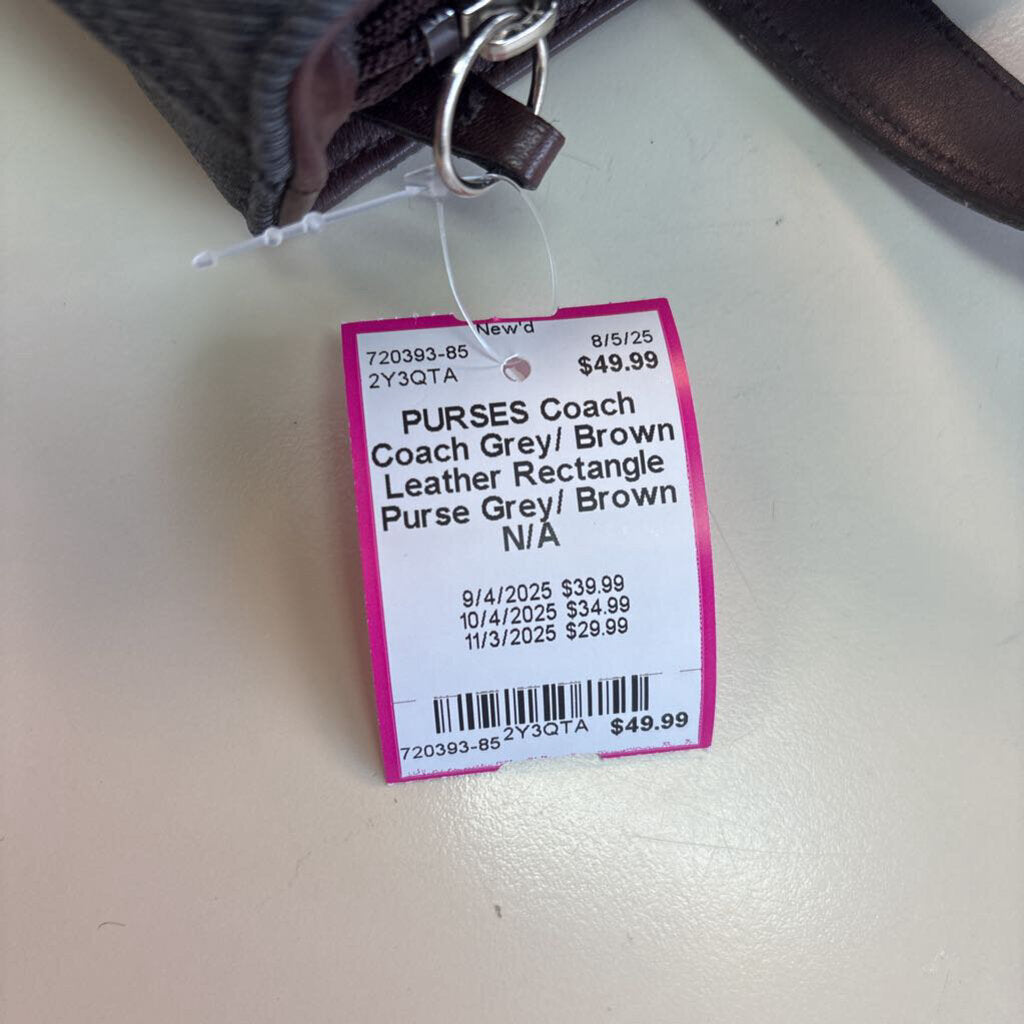 New'd
720393-85 8/5/25
2Y3QTA $49.99
PURSES Coach
Coach Grey/ Brown
Leather Rectangle
Purse Grey/ Brown
N/A
9/4/2025 $39.99
10/4/2025 $34.99
11/3/2025 $29.99
720393-85 2Y3QTA $49.99